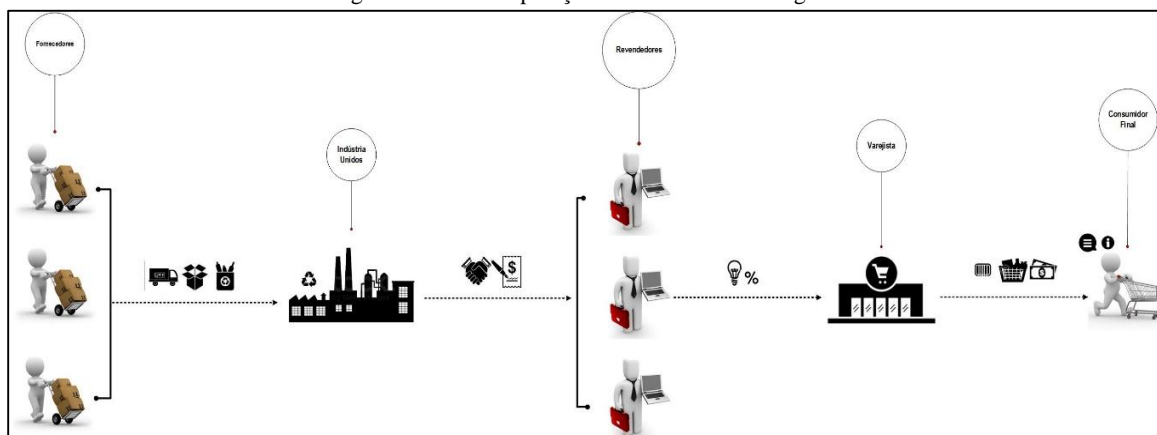 Fornecedores
Revendedores
Consumidor
Final
Indústria
Unidos
Varejista
$
%